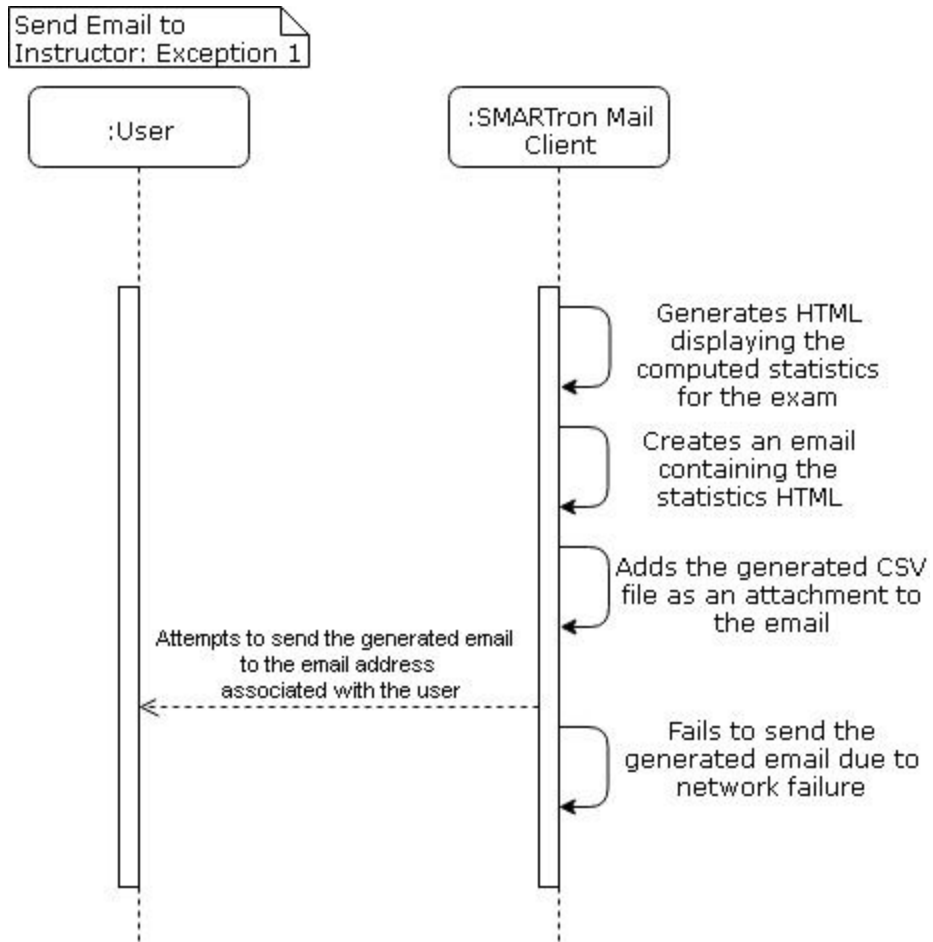 Send Email to
Instructor: Exception 1
:User
:SMARTron Mail
Client
Generates HTML
displaying the
computed statistics
for the exam
Creates an email
containing the
statistics HTML
Adds the generated CSV
file as an attachment to
the email
Attempts to send the generated email
to the email address
associated with the user
Fails to send the
generated email due to
network failure